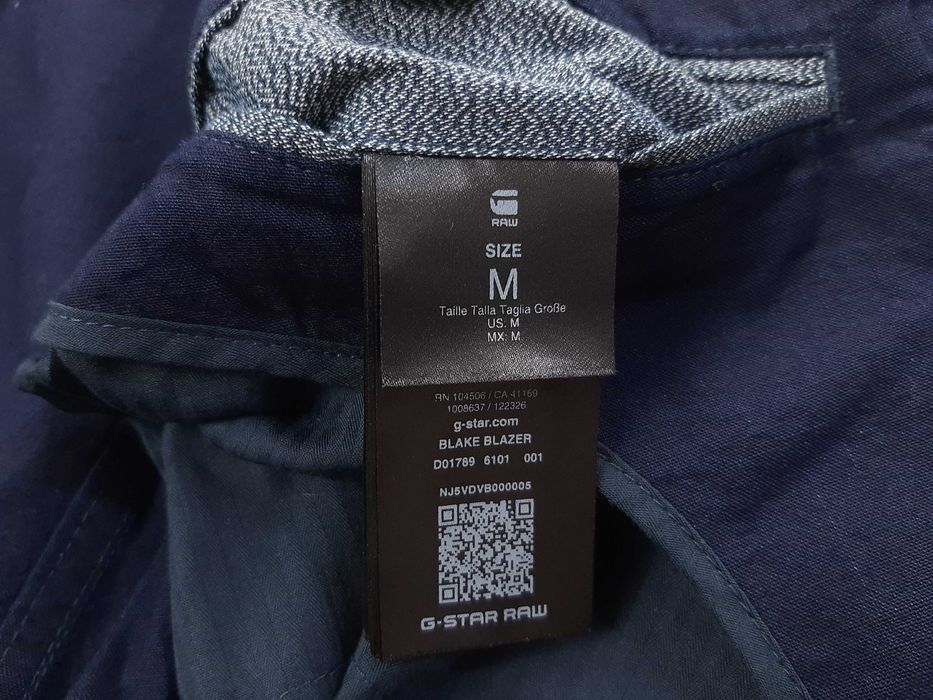 RAW
SIZE
M
Taille Talla Taglia Große
US: M
MX: M
RN 104506 / CA 41169
1008637 / 122326
g-star.com
BLAKE BLAZER
D01789 6101 001
NJ5VDVB000005
G-STAR RAW